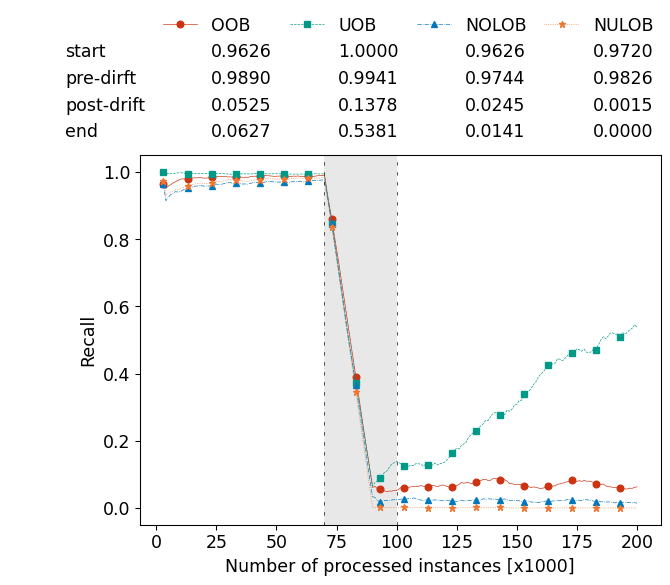 OOB UOB NOLOB NULOB
start 0.9626 1.0000 0.9626 0.9720
pre-dirft 0.9890 0.9941 0.9744 0.9826
post-drift 0.0525 0.1378 0.0245 0.0015
end 0.0627 0.5381 0.0141 0.0000
1.0
0.8
0.6
0.4
0.2
0.0
Recall
0 25 50 75 100 125 150 175 200
Number of processed instances [x1000]